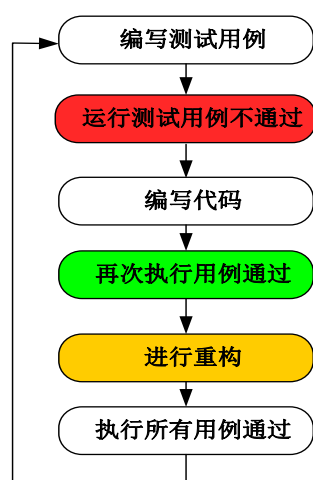 编写测试用例
运行测试用例不通过
编写代码
再次执行用例通过
进行重构
执行所有用例通过